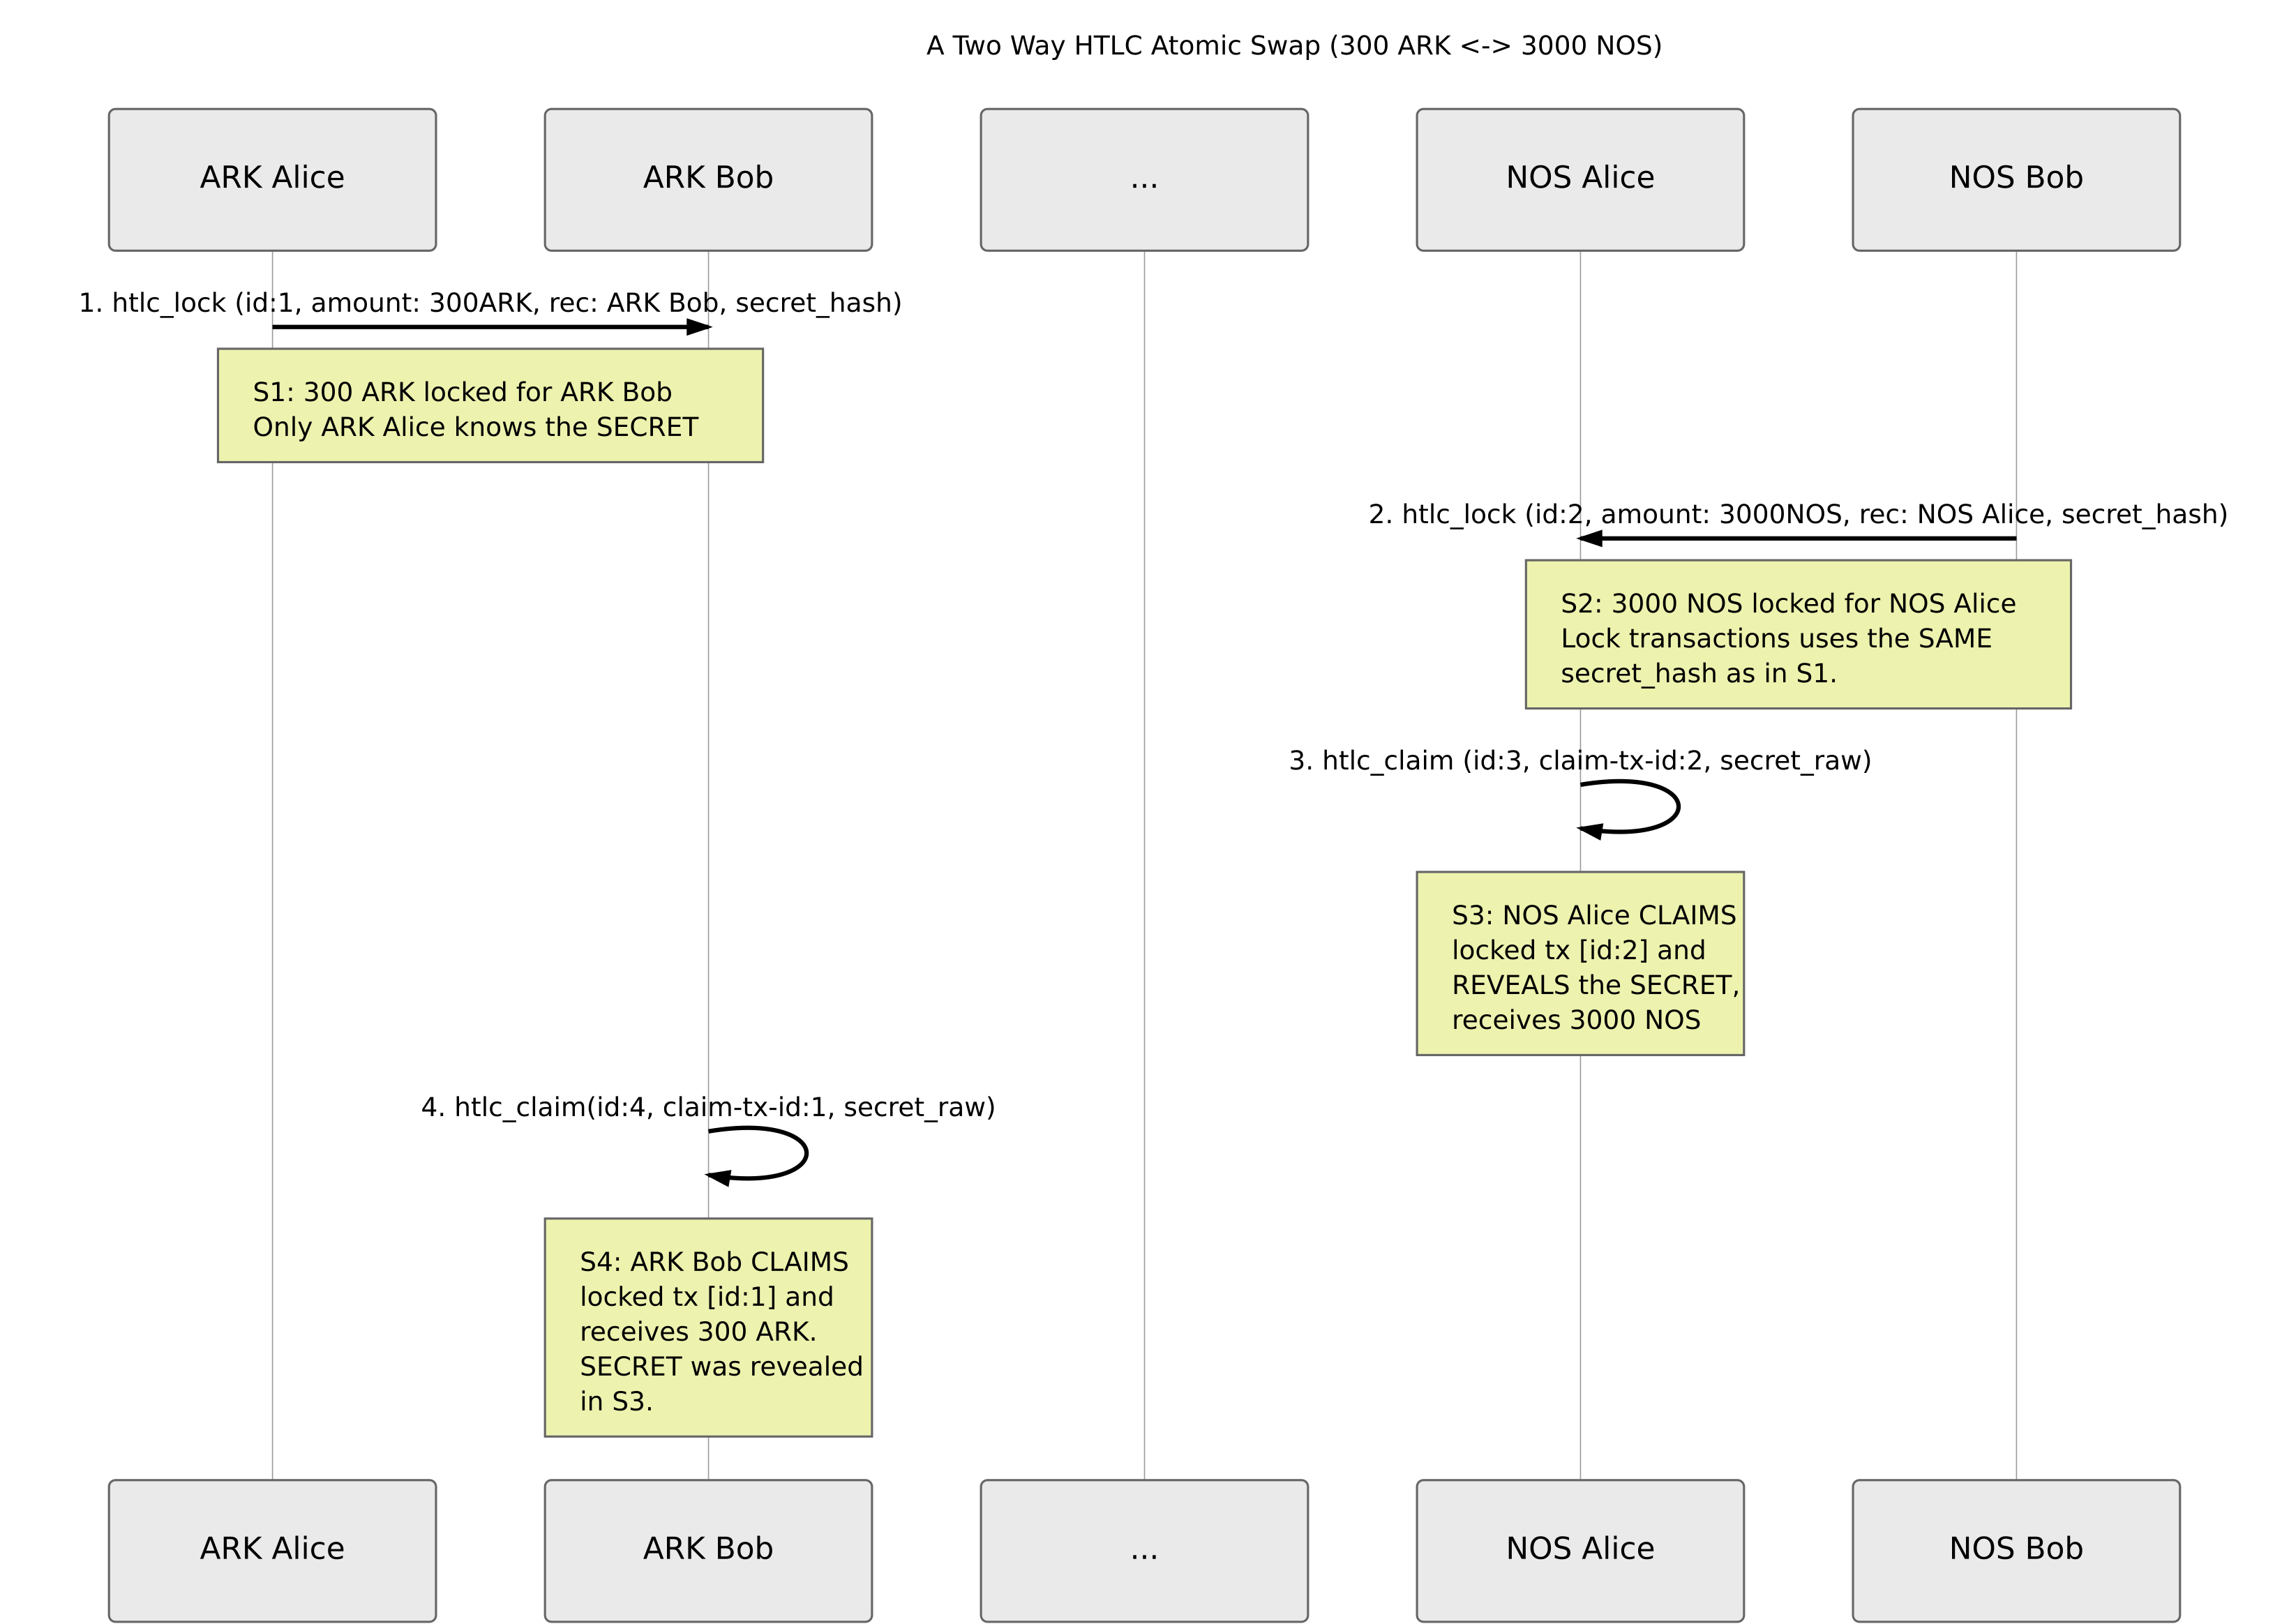 A Two Way HTLC Atomic Swap (300 ARK <-> 3000 NOS)
ARK Alice
ARK Bob
...
NOS Alice
NOS Bob
1. htlc_lock (id:1, amount: 300ARK, rec: ARK Bob, secret_hash)
S1: 300 ARK locked for ARK Bob
Only ARK Alice knows the SECRET
2. htlc_lock (id:2, amount: 3000NOS, rec: NOS Alice, secret_hash)
S2: 3000 NOS locked for NOS Alice
Lock transactions uses the SAME
secret_hash as in S1.
3. htlc_claim (id:3, claim-tx-id:2, secret_raw)
S3: NOS Alice CLAIMS
locked tx [id:2] and
REVEALS the SECRET,
receives 3000 NOS
4. htlc_claim(id:4, claim-tx-id:1, secret_raw)
S4: ARK Bob CLAIMS
locked tx [id:1] and
receives 300 ARK.
SECRET was revealed
in S3.
ARK Alice
ARK Bob
...
NOS Alice
NOS Bob